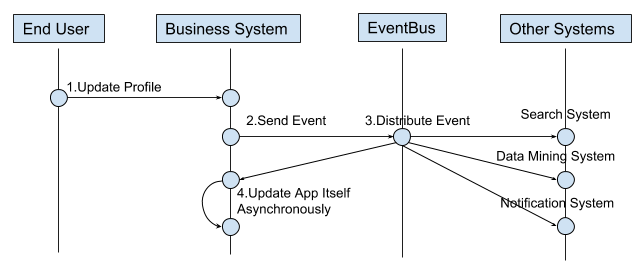 End User
Business System
EventBus
Other Systems
1.Update Profile
2.Send Event
3.Distribute Event
Search System
Data Mining System
4.Update App Itself
Asynchronously
Notification System